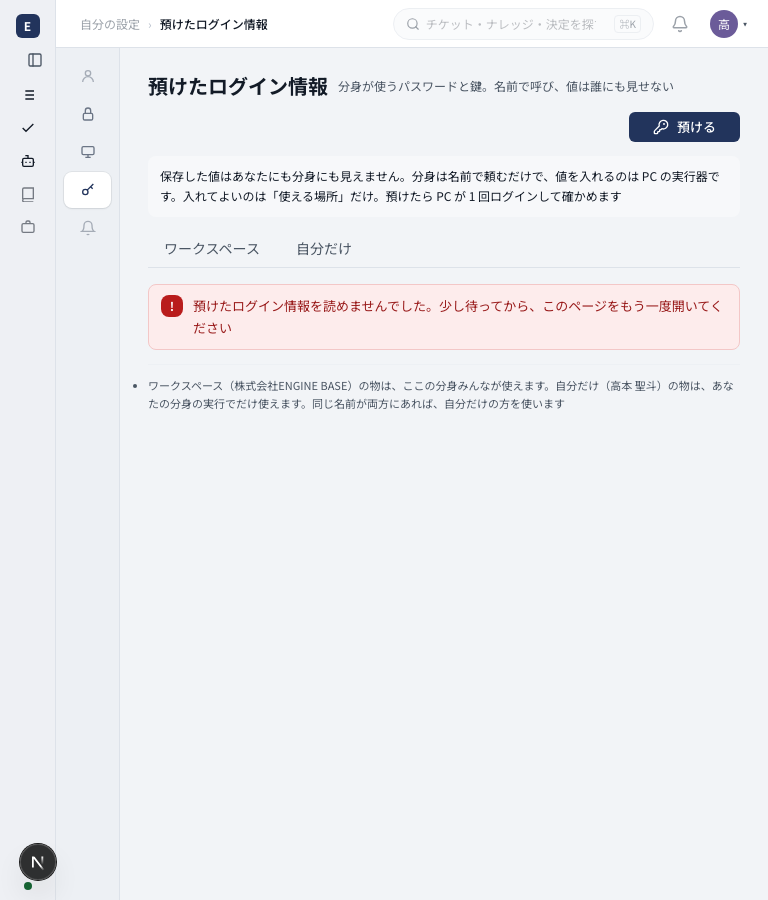 E
自分の設定 › 預けたログイン情報
チケット・ナレッジ・決定を探
⌘K
高
預けたログイン情報
分身が使うパスワードと鍵。名前で呼び、値は誰にも見せない
預ける
保存した値はあなたにも分身にも見えません。分身は名前で頼むだけで、値を入れるのは PC の実行器で
す。入れてよいのは「使える場所」だけ。預けたら PC が 1 回ログインして確かめます
ワークスペース
自分だけ
!
預けたログイン情報を読めませんでした。少し待ってから、このページをもう一度開いてく
ださい
• ワークスペース（株式会社ENGINE BASE）の物は、ここの分身みんなが使えます。自分だけ（高本 聖斗）の物は、あな
たの分身の実行でだけ使えます。同じ名前が両方にあれば、自分だけの方を使います
N